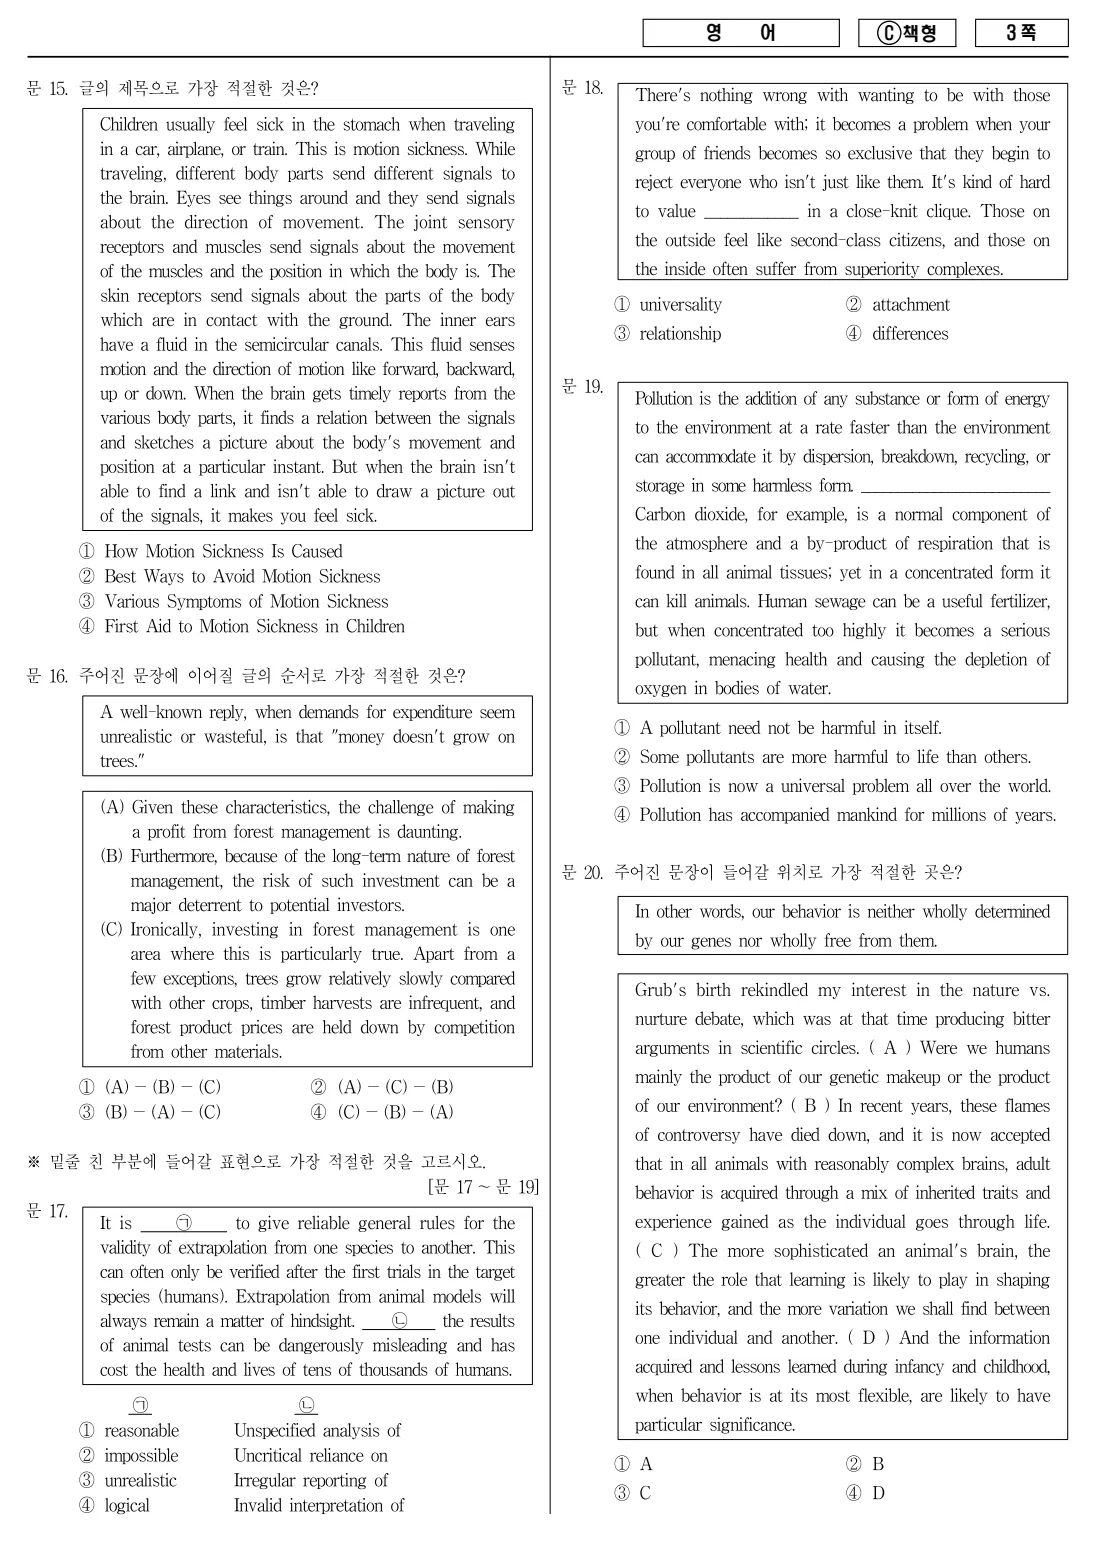 영 어
Ⓒ책형
3쪽
문 15. 글의 제목으로 가장 적절한 것은?
Children usually feel sick in the stomach when traveling
in a car, airplane, or train. This is motion sickness. While
traveling, different body parts send different signals to
the brain. Eyes see things around and they send signals
about the direction of movement. The joint sensory
receptors and muscles send signals about the movement
of the muscles and the position in which the body is. The
skin receptors send signals about the parts of the body
which are in contact with the ground. The inner ears
have a fluid in the semicircular canals. This fluid senses
motion and the direction of motion like forward, backward,
up or down. When the brain gets timely reports from the
various body parts, it finds a relation between the signals
and sketches a picture about the body's movement and
position at a particular instant. But when the brain isn't
able to find a link and isn't able to draw a picture out
of the signals, it makes you feel sick.
① How Motion Sickness Is Caused
② Best Ways to Avoid Motion Sickness
③ Various Symptoms of Motion Sickness
④ First Aid to Motion Sickness in Children
문 16. 주어진 문장에 이어질 글의 순서로 가장 적절한 것은?
A well-known reply, when demands for expenditure seem
unrealistic or wasteful, is that "money doesn't grow on
trees."
(A) Given these characteristics, the challenge of making
a profit from forest management is daunting.
(B) Furthermore, because of the long-term nature of forest
management, the risk of such investment can be a
major deterrent to potential investors.
(C) Ironically, investing in forest management is one
area where this is particularly true. Apart from a
few exceptions, trees grow relatively slowly compared
with other crops, timber harvests are infrequent, and
forest product prices are held down by competition
from other materials.
① (A) - (B) - (C) ② (A) - (C) - (B)
③ (B) - (A) - (C) ④ (C) - (B) - (A)
※ 밑줄 친 부분에 들어갈 표현으로 가장 적절한 것을 고르시오.
[문 17 ~ 문 19]
문 17.
It is ___㉠___ to give reliable general rules for the
validity of extrapolation from one species to another. This
can often only be verified after the first trials in the target
species (humans). Extrapolation from animal models will
always remain a matter of hindsight. ___㉡___ the results
of animal tests can be dangerously misleading and has
cost the health and lives of tens of thousands of humans.
㉠ ㉡
① reasonable Unspecified analysis of
② impossible Uncritical reliance on
③ unrealistic Irregular reporting of
④ logical Invalid interpretation of
문 18.
There's nothing wrong with wanting to be with those
you're comfortable with; it becomes a problem when your
group of friends becomes so exclusive that they begin to
reject everyone who isn't just like them. It's kind of hard
to value ____________ in a close-knit clique. Those on
the outside feel like second-class citizens, and those on
the inside often suffer from superiority complexes.
① universality ② attachment
③ relationship ④ differences
문 19.
Pollution is the addition of any substance or form of energy
to the environment at a rate faster than the environment
can accommodate it by dispersion, breakdown, recycling, or
storage in some harmless form. ________________________
Carbon dioxide, for example, is a normal component of
the atmosphere and a by-product of respiration that is
found in all animal tissues; yet in a concentrated form it
can kill animals. Human sewage can be a useful fertilizer,
but when concentrated too highly it becomes a serious
pollutant, menacing health and causing the depletion of
oxygen in bodies of water.
① A pollutant need not be harmful in itself.
② Some pollutants are more harmful to life than others.
③ Pollution is now a universal problem all over the world.
④ Pollution has accompanied mankind for millions of years.
문 20. 주어진 문장이 들어갈 위치로 가장 적절한 곳은?
In other words, our behavior is neither wholly determined
by our genes nor wholly free from them.
Grub's birth rekindled my interest in the nature vs.
nurture debate, which was at that time producing bitter
arguments in scientific circles. ( A ) Were we humans
mainly the product of our genetic makeup or the product
of our environment? ( B ) In recent years, these flames
of controversy have died down, and it is now accepted
that in all animals with reasonably complex brains, adult
behavior is acquired through a mix of inherited traits and
experience gained as the individual goes through life.
( C ) The more sophisticated an animal's brain, the
greater the role that learning is likely to play in shaping
its behavior, and the more variation we shall find between
one individual and another. ( D ) And the information
acquired and lessons learned during infancy and childhood,
when behavior is at its most flexible, are likely to have
particular significance.
① A ② B
③ C ④ D